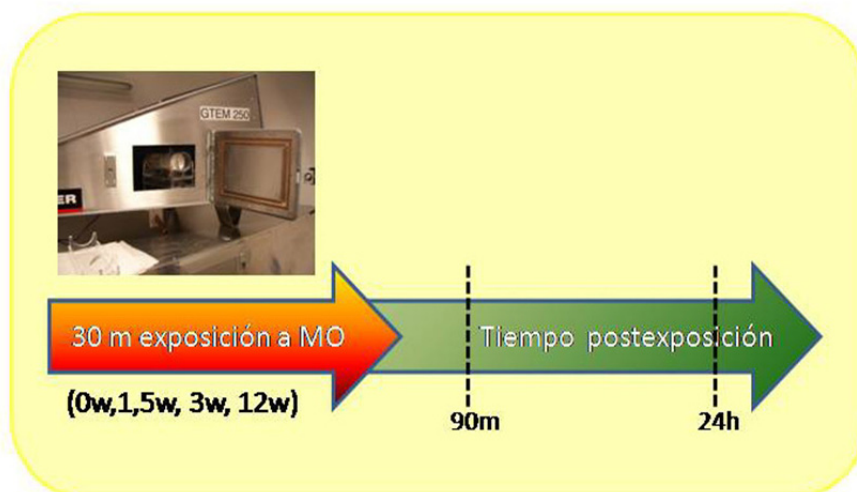 GTEM 250
ER
30 m exposición a MO
Tiempo postexposición
(0w,1,5w, 3w, 12w)
90m
24h